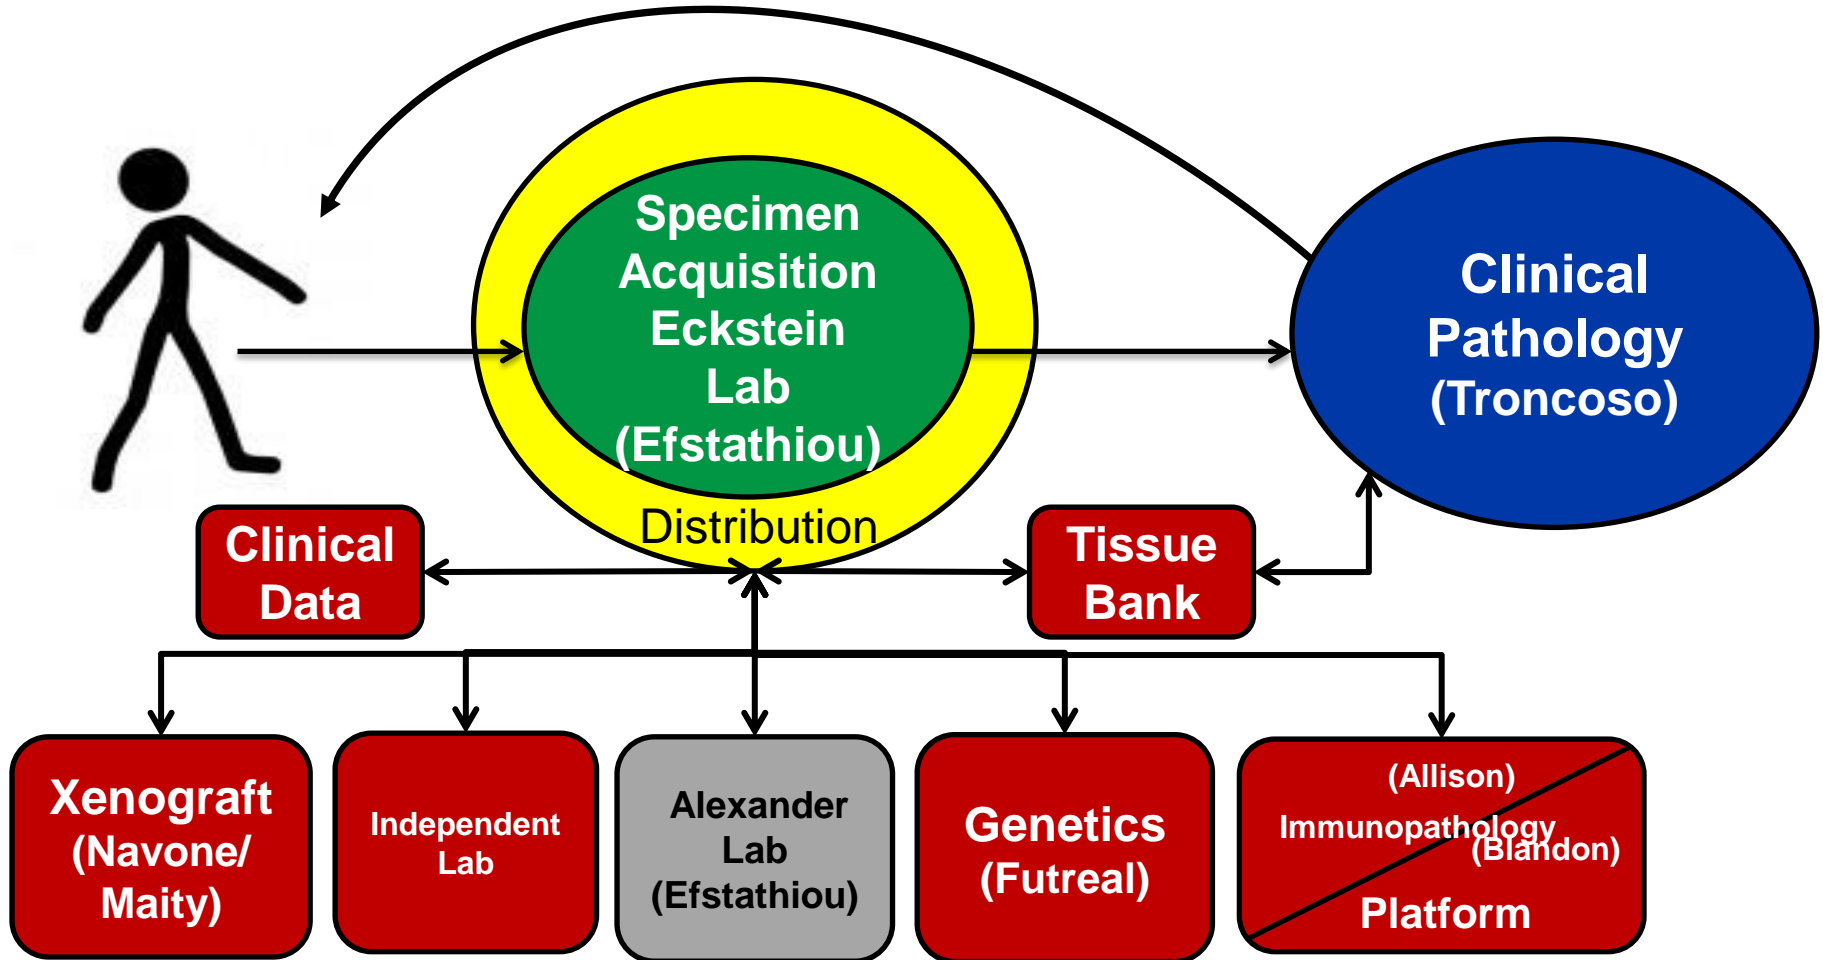 Specimen
Acquisition
Eckstein
Lab
(Efstathiou)
Distribution
Clinical
Pathology
(Troncoso)
Clinical
Data
Tissue
Bank
Xenograft
(Navone/
Maity)
Independent
Lab
Alexander
Lab
(Efstathiou)
Genetics
(Futreal)
(Allison)
Immunopathology
(Blandon)
Platform